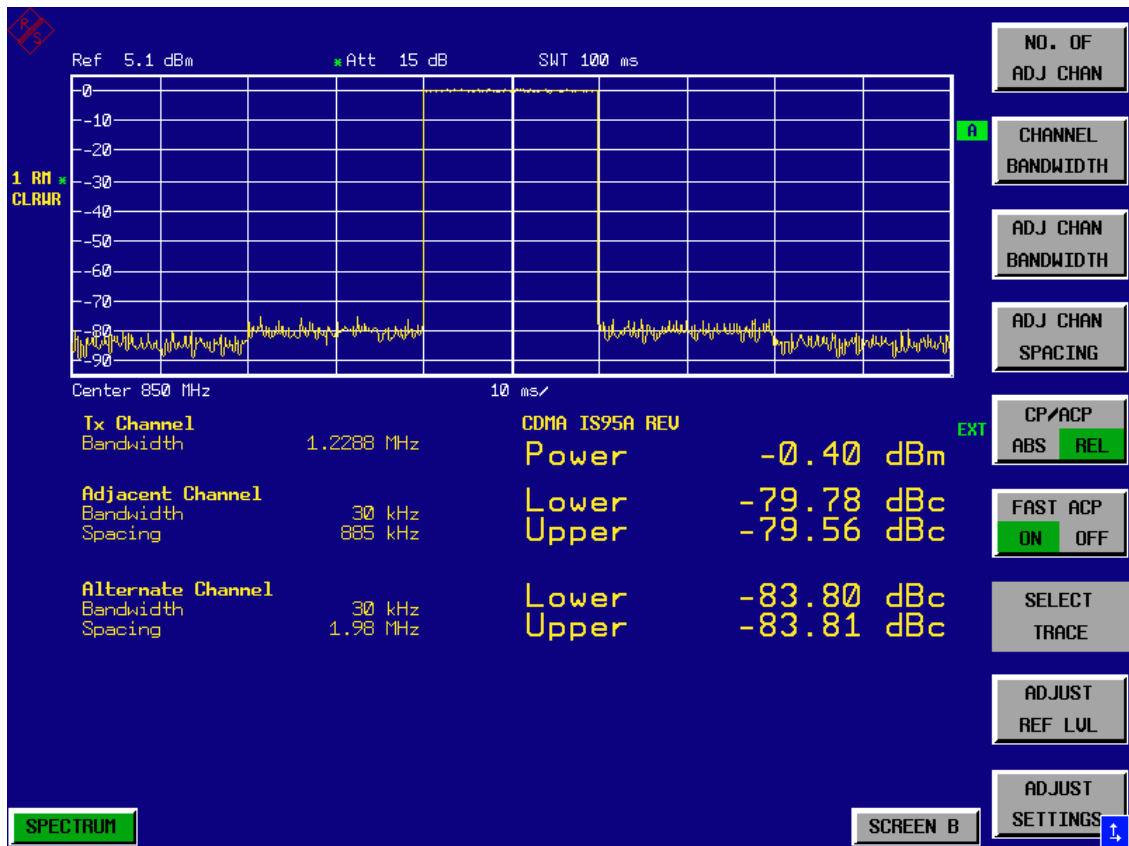 R S
Ref 5.1 dBm *Att 15 dB SWT 100 ms
NO. OF
ADJ CHAN
0
-10
A
CHANNEL
BANDWIDTH
-20
1 RM *
CLRWR
-30
-40
ADJ CHAN
BANDWIDTH
-50
-60
-70
ADJ CHAN
SPACING
-80
-90
Center 850 MHz 10 ms/
Tx Channel
Bandwidth 1.2288 MHz
CDMA IS95A REV
Power -0.40 dBm
EXT
CP/ACP
ABS REL
Adjacent Channel
Bandwidth 30 kHz
Spacing 885 kHz
Lower -79.78 dBc
Upper -79.56 dBc
FAST ACP
ON OFF
Alternate Channel
Bandwidth 30 kHz
Spacing 1.98 MHz
Lower -83.80 dBc
Upper -83.81 dBc
SELECT
TRACE
ADJUST
REF LVL
ADJUST
SETTINGS
SPECTRUM
SCREEN B